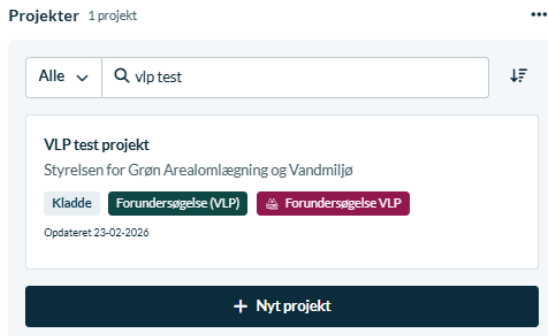 Projekter 1 projekt
Alle vlp test
VLP test projekt
Styrelsen for Grøn Arealomlægning og Vandmiljø
Kladde Forundersøgelse (VLP) Forundersøgelse VLP
Opdateret 23-02-2026
+ Nyt projekt